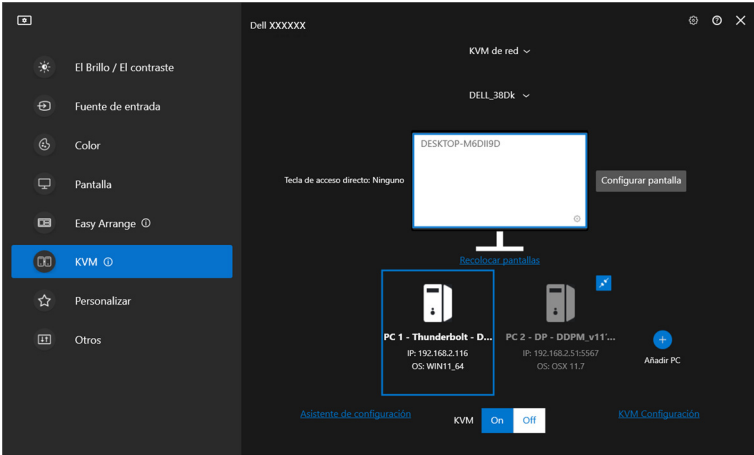 Dell XXXXXX
El Brillo / El contraste
Fuente de entrada
Color
Pantalla
Easy Arrange
KVM
Personalizar
Otros
KVM de red
DELL_38Dk
DESKTOP-M6DII9D
Tecla de acceso directo: Ninguno
Configurar pantalla
Recolocar pantallas
PC 1 - Thunderbolt - D...
IP: 192.168.2.116
OS: WIN11_64
PC 2 - DP - DDPM_v11'...
IP: 192.168.2.51:5567
OS: OSX 11.7
Añadir PC
Asistente de configuración
KVM
On
Off
KVM Configuración